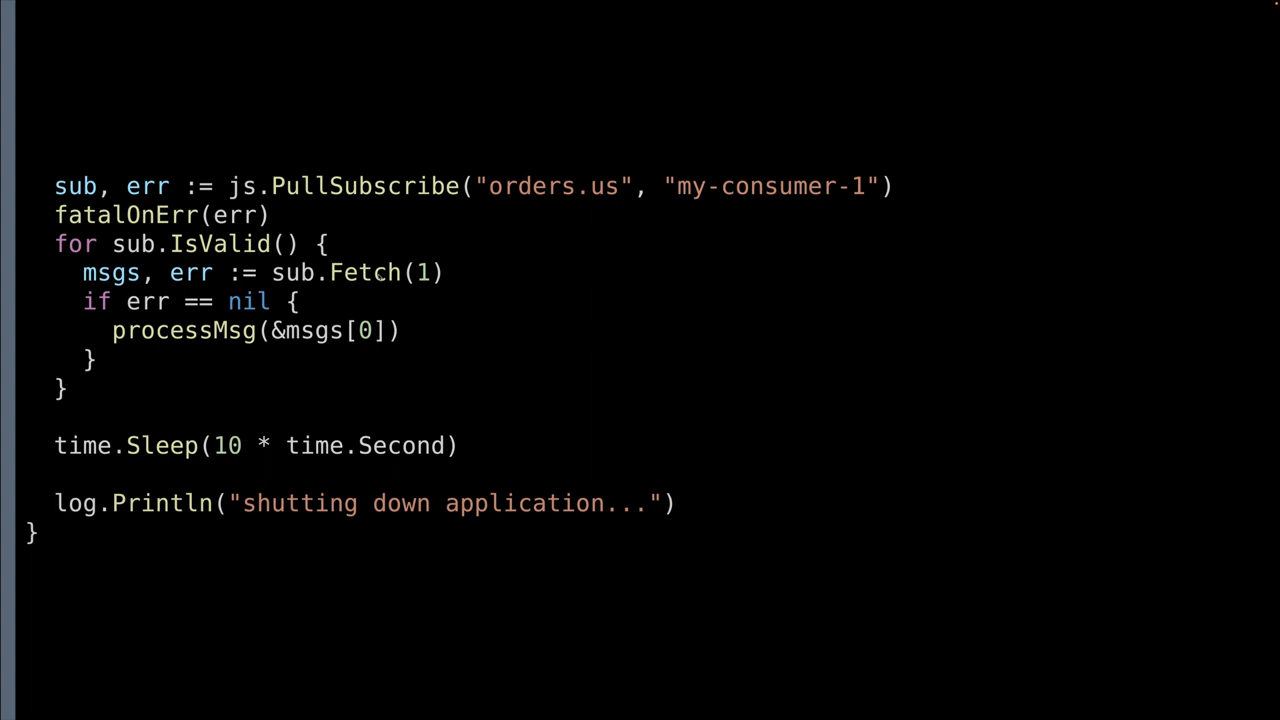 sub, err := js.PullSubscribe("orders.us", "my-consumer-1")
fatalOnErr(err)
for sub.IsValid() {
msgs, err := sub.Fetch(1)
if err == nil {
processMsg(&msgs[0])
}
}
time.Sleep(10 * time.Second)
log.Println("shutting down application...")
}